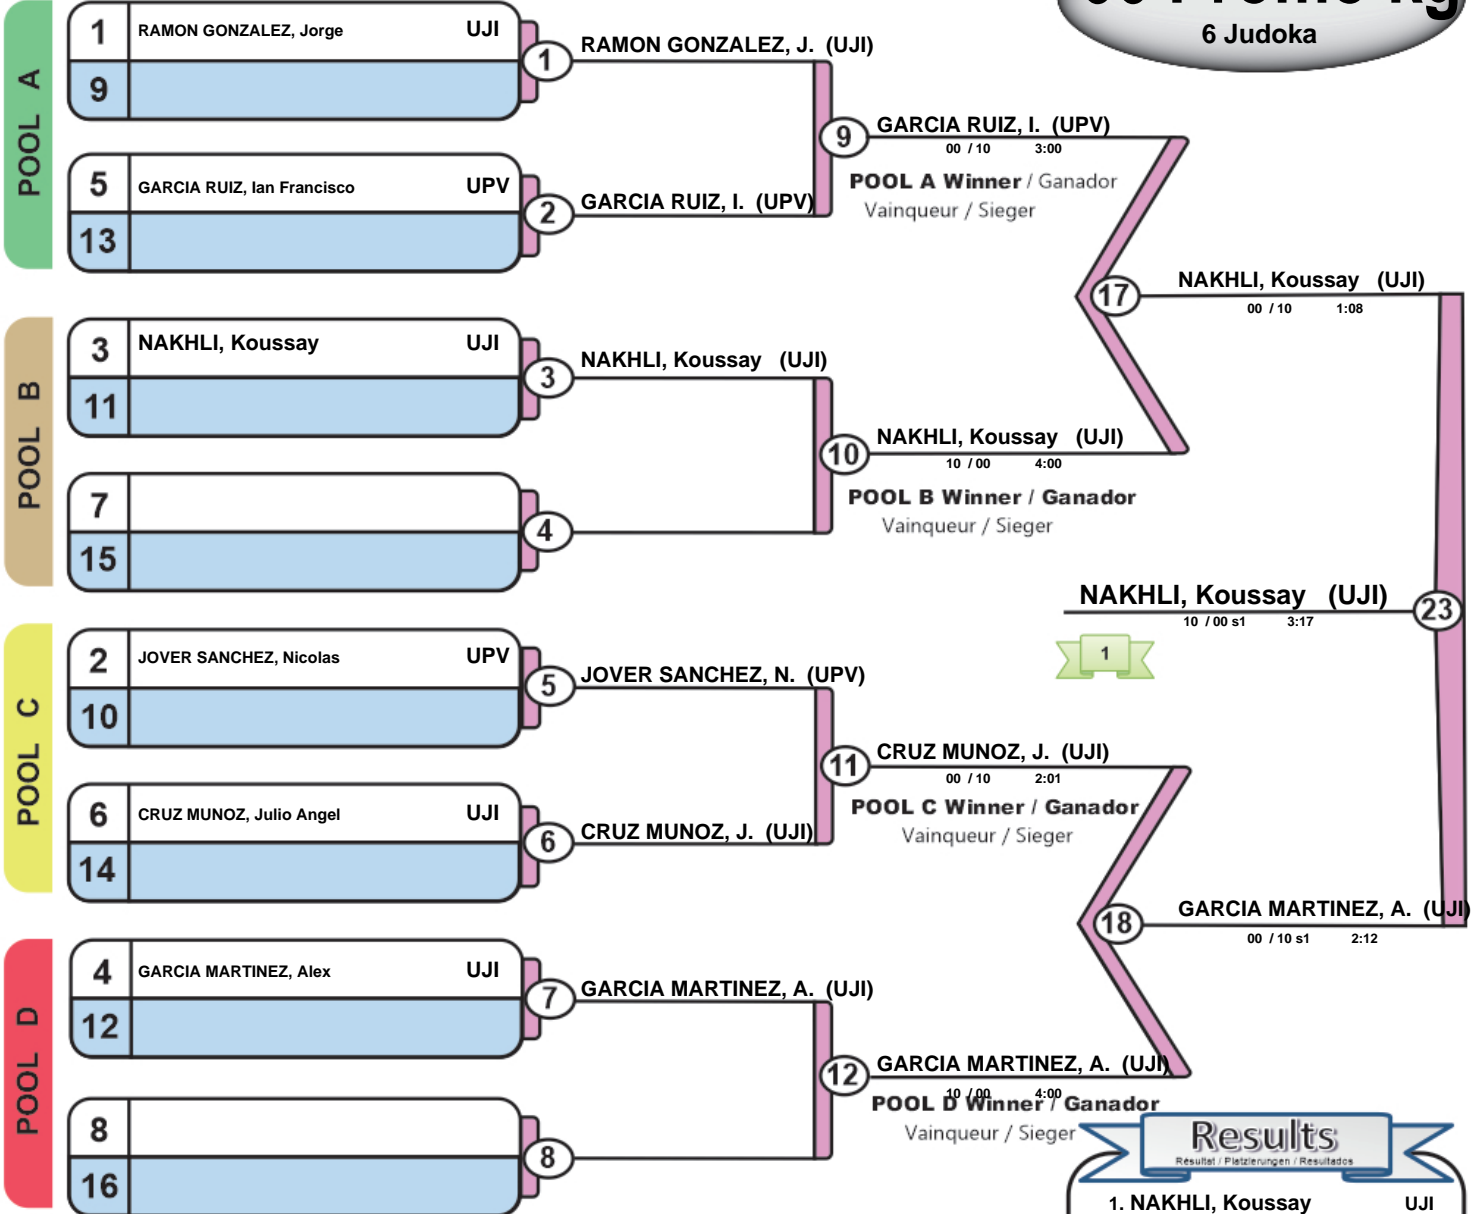 6 Judoka
POOL A
1 RAMON GONZALEZ, Jorge UJI
9
1
RAMON GONZALEZ, J. (UJI)
5 GARCIA RUIZ, Ian Francisco UPV
13
2
GARCIA RUIZ, I. (UPV)
9
GARCIA RUIZ, I. (UPV)
00 / 10 3:00
POOL A Winner / Ganador
Vainqueur / Sieger
POOL B
3 NAKHLI, Koussay UJI
11
3
NAKHLI, Koussay (UJI)
7
15
4
10
NAKHLI, Koussay (UJI)
10 / 00 4:00
POOL B Winner / Ganador
Vainqueur / Sieger
17
NAKHLI, Koussay (UJI)
00 / 10 1:08
POOL C
2 JOVER SANCHEZ, Nicolas UPV
10
5
JOVER SANCHEZ, N. (UPV)
6 CRUZ MUNOZ, Julio Angel UJI
14
6
CRUZ MUNOZ, J. (UJI)
11
CRUZ MUNOZ, J. (UJI)
00 / 10 2:01
POOL C Winner / Ganador
Vainqueur / Sieger
POOL D
4 GARCIA MARTINEZ, Alex UJI
12
7
GARCIA MARTINEZ, A. (UJI)
8
16
8
12
GARCIA MARTINEZ, A. (UJI)
10 / 00 4:00
POOL D Winner / Ganador
Vainqueur / Sieger
18
GARCIA MARTINEZ, A. (UJI)
00 / 10 s1 2:12
NAKHLI, Koussay (UJI)
10 / 00 s1 3:17
23
1
Results
Résultat / Platzierungen / Resultados
1. NAKHLI, Koussay UJI